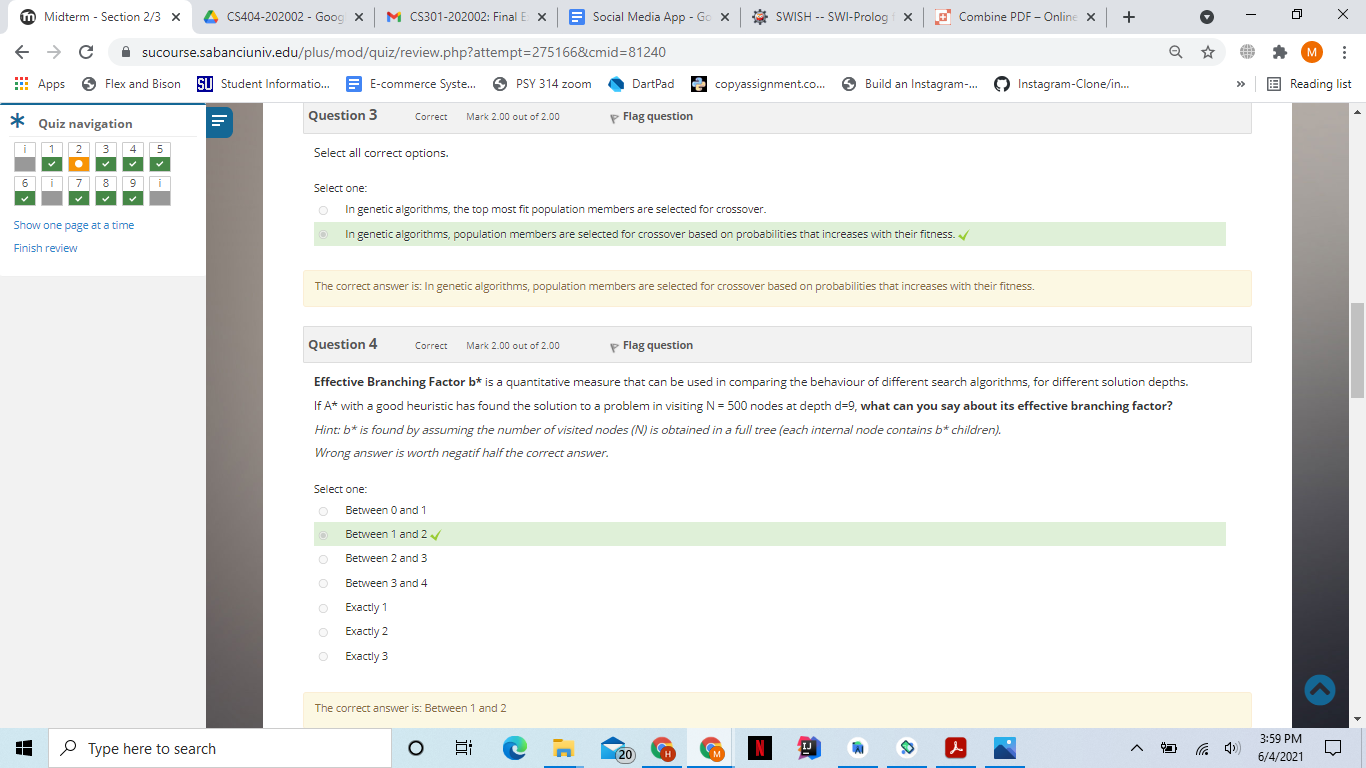 Midterm - Section 2/3
CS404-202002 - Goog
CS301-202002: Final E
Social Media App - Go
SWISH -- SWI-Prolog
Combine PDF – Online
sucourse.sabanciuniv.edu/plus/mod/quiz/review.php?attempt=275166&cmid=81240
M
Apps
Flex and Bison
SU
Student Informatio...
E-commerce Syste...
PSY 314 zoom
DartPad
copyassignment.co...
Build an Instagram-...
Instagram-Clone/in...
»
Reading list
Quiz navigation
i 1 2 3 4 5
6 i 7 8 9 i
Show one page at a time
Finish review
Question 3
Correct
Mark 2.00 out of 2.00
Flag question
Select all correct options.
Select one:
In genetic algorithms, the top most fit population members are selected for crossover.
In genetic algorithms, population members are selected for crossover based on probabilities that increases with their fitness.
The correct answer is: In genetic algorithms, population members are selected for crossover based on probabilities that increases with their fitness.
Question 4
Correct
Mark 2.00 out of 2.00
Flag question
Effective Branching Factor b* is a quantitative measure that can be used in comparing the behaviour of different search algorithms, for different solution depths.
If A* with a good heuristic has found the solution to a problem in visiting N = 500 nodes at depth d=9, what can you say about its effective branching factor?
Hint: b* is found by assuming the number of visited nodes (N) is obtained in a full tree (each internal node contains b* children).
Wrong answer is worth negatif half the correct answer.
Select one:
Between 0 and 1
Between 1 and 2
Between 2 and 3
Between 3 and 4
Exactly 1
Exactly 2
Exactly 3
The correct answer is: Between 1 and 2
Type here to search
20
H
M
N
IJ
3:59 PM
6/4/2021